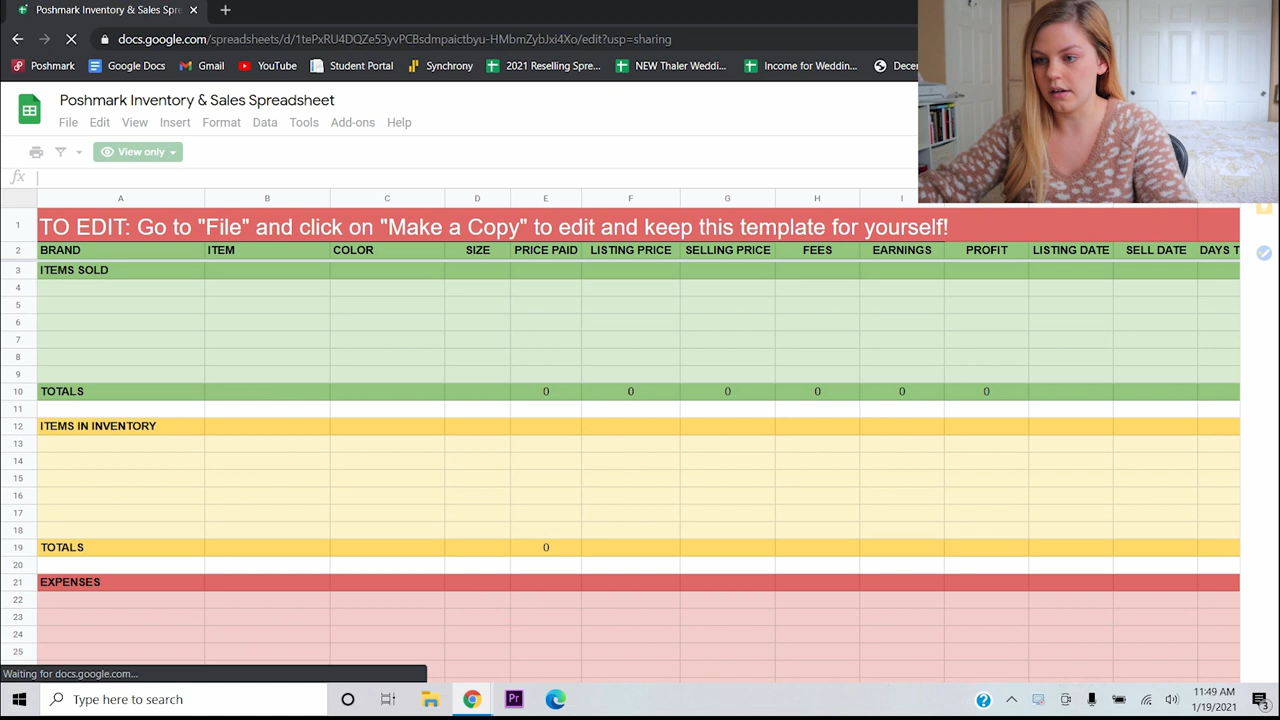 Poshmark Inventory & Sales Spre
docs.google.com/spreadsheets/d/1tePxRU4DQZe53yvPCBsdmpaictbyu-HMbmZybJxi4Xo/edit?usp=sharing
Poshmark Google Docs Gmail YouTube Student Portal Synchrony 2021 Reselling Spre... NEW Thaler Wedd... Income for Weddin... Decem
Poshmark Inventory & Sales Spreadsheet
File Edit View Insert Format Data Tools Add-ons Help
View only
fx
A B C D E F G H I
1 TO EDIT: Go to "File" and click on "Make a Copy" to edit and keep this template for yourself!
2 BRAND ITEM COLOR SIZE PRICE PAID LISTING PRICE SELLING PRICE FEES EARNINGS PROFIT LISTING DATE SELL DATE DAYS T
3 ITEMS SOLD
4
5
6
7
8
9
10 TOTALS 0 0 0 0 0 0
11
12 ITEMS IN INVENTORY
13
14
15
16
17
18
19 TOTALS 0
20
21 EXPENSES
22
23
24
25
Waiting for docs.google.com...
Type here to search
Pr
11:49 AM
1/19/2021
3